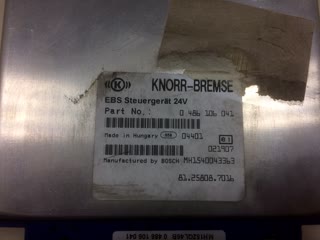 KNORR-BREMSE
EBS Steuergerät 24V
Part No.: 0 486 106 041
Made in Hungary 04401
021907
Manufactured by BOSCH MH1S40043363
81.25808.7016